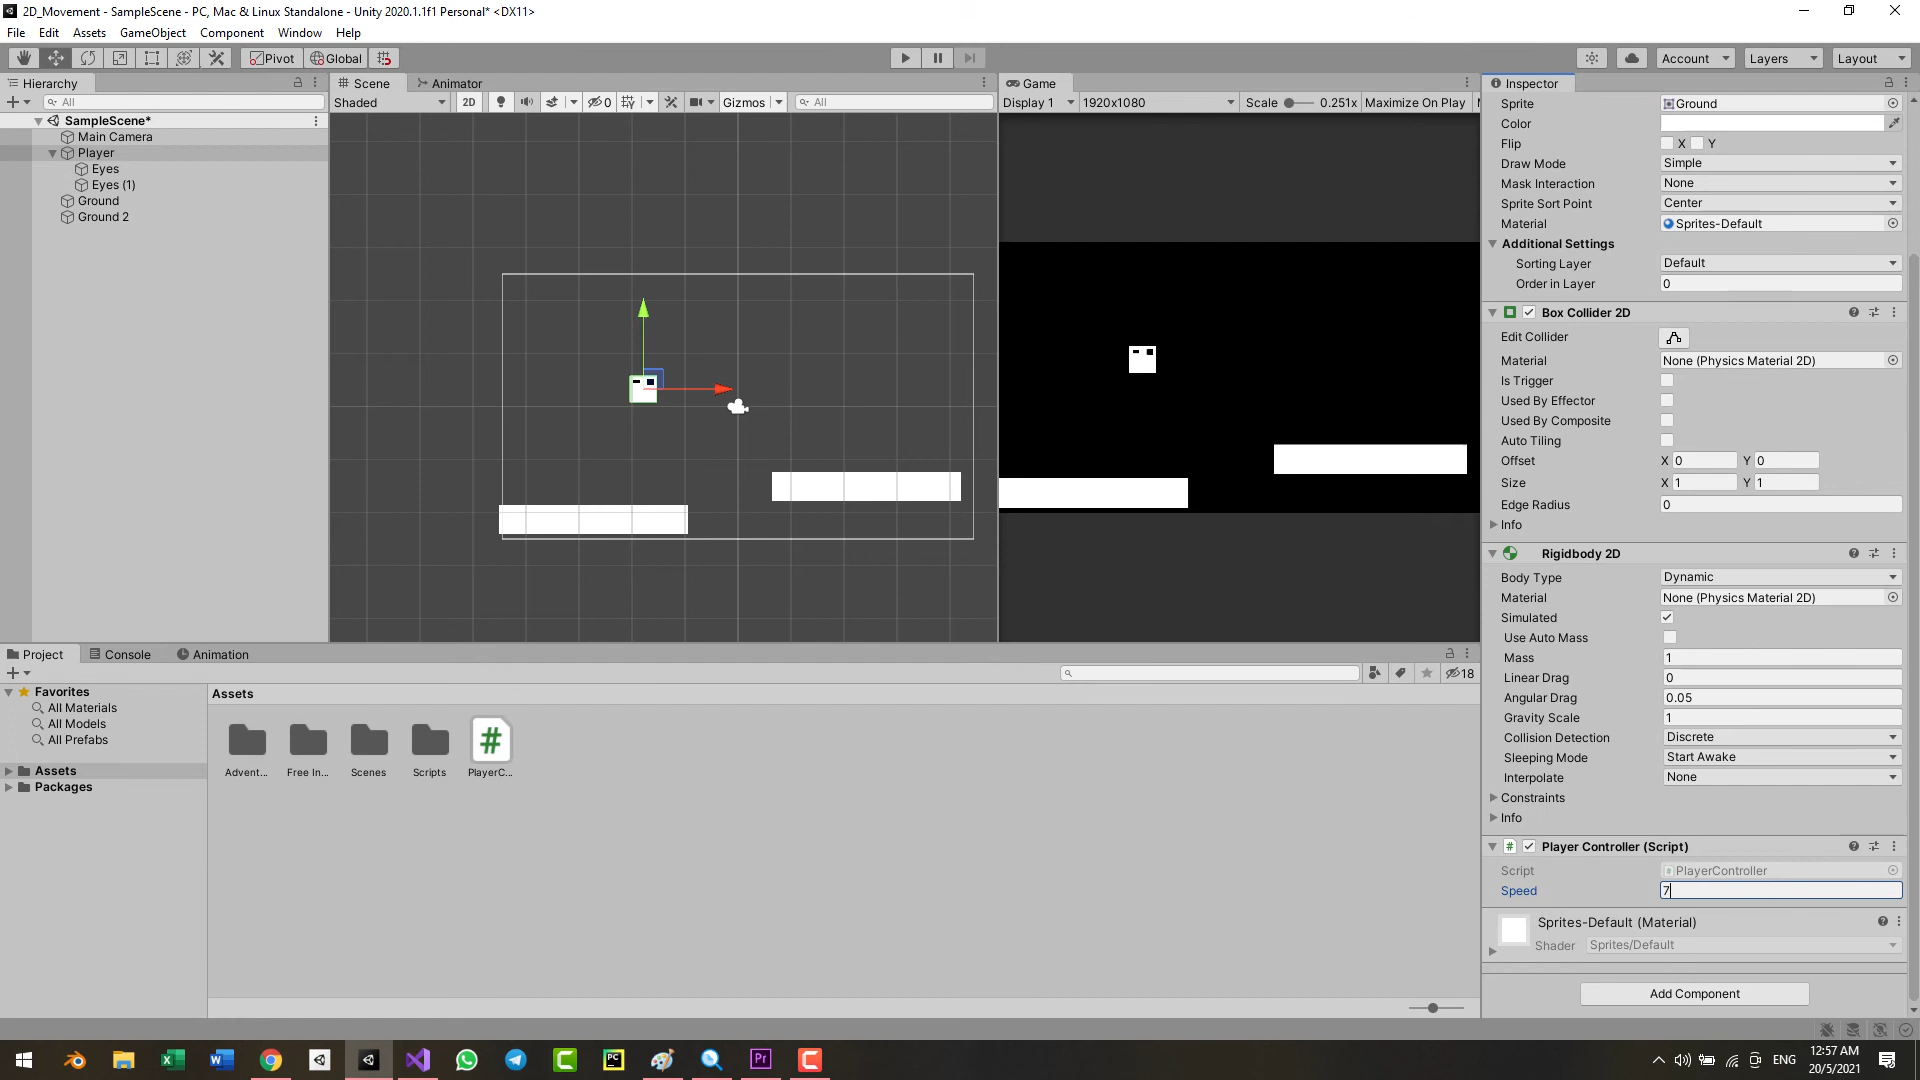 2D_Movement - SampleScene - PC, Mac & Linux Standalone - Unity 2020.1.1f1 Personal* <DX11>
File Edit Assets GameObject Component Window Help
Pivot Global Account Layers Layout
Hierarchy
All
SampleScene*
Main Camera
Player
Eyes
Eyes (1)
Ground
Ground 2
Scene Animator
Shaded 2D 0 Gizmos All
Game
Display 1 1920x1080 Scale 0.251x Maximize On Play
Inspector
Sprite Ground
Color
Flip X Y
Draw Mode Simple
Mask Interaction None
Sprite Sort Point Center
Material Sprites-Default
Additional Settings
Sorting Layer Default
Order in Layer 0
Box Collider 2D
Edit Collider
Material None (Physics Material 2D)
Is Trigger
Used By Effector
Used By Composite
Auto Tiling
Offset X 0 Y 0
Size X 1 Y 1
Edge Radius 0
Info
Rigidbody 2D
Body Type Dynamic
Material None (Physics Material 2D)
Simulated
Use Auto Mass
Mass 1
Linear Drag 0
Angular Drag 0.05
Gravity Scale 1
Collision Detection Discrete
Sleeping Mode Start Awake
Interpolate None
Constraints
Info
Player Controller (Script)
Script PlayerController
Speed 7
Sprites-Default (Material)
Shader Sprites/Default
Add Component
Project Console Animation
18
Favorites
All Materials
All Models
All Prefabs
Assets
Packages
Assets
Advent... Free In... Scenes Scripts PlayerC...
ENG
12:57 AM
20/5/2021